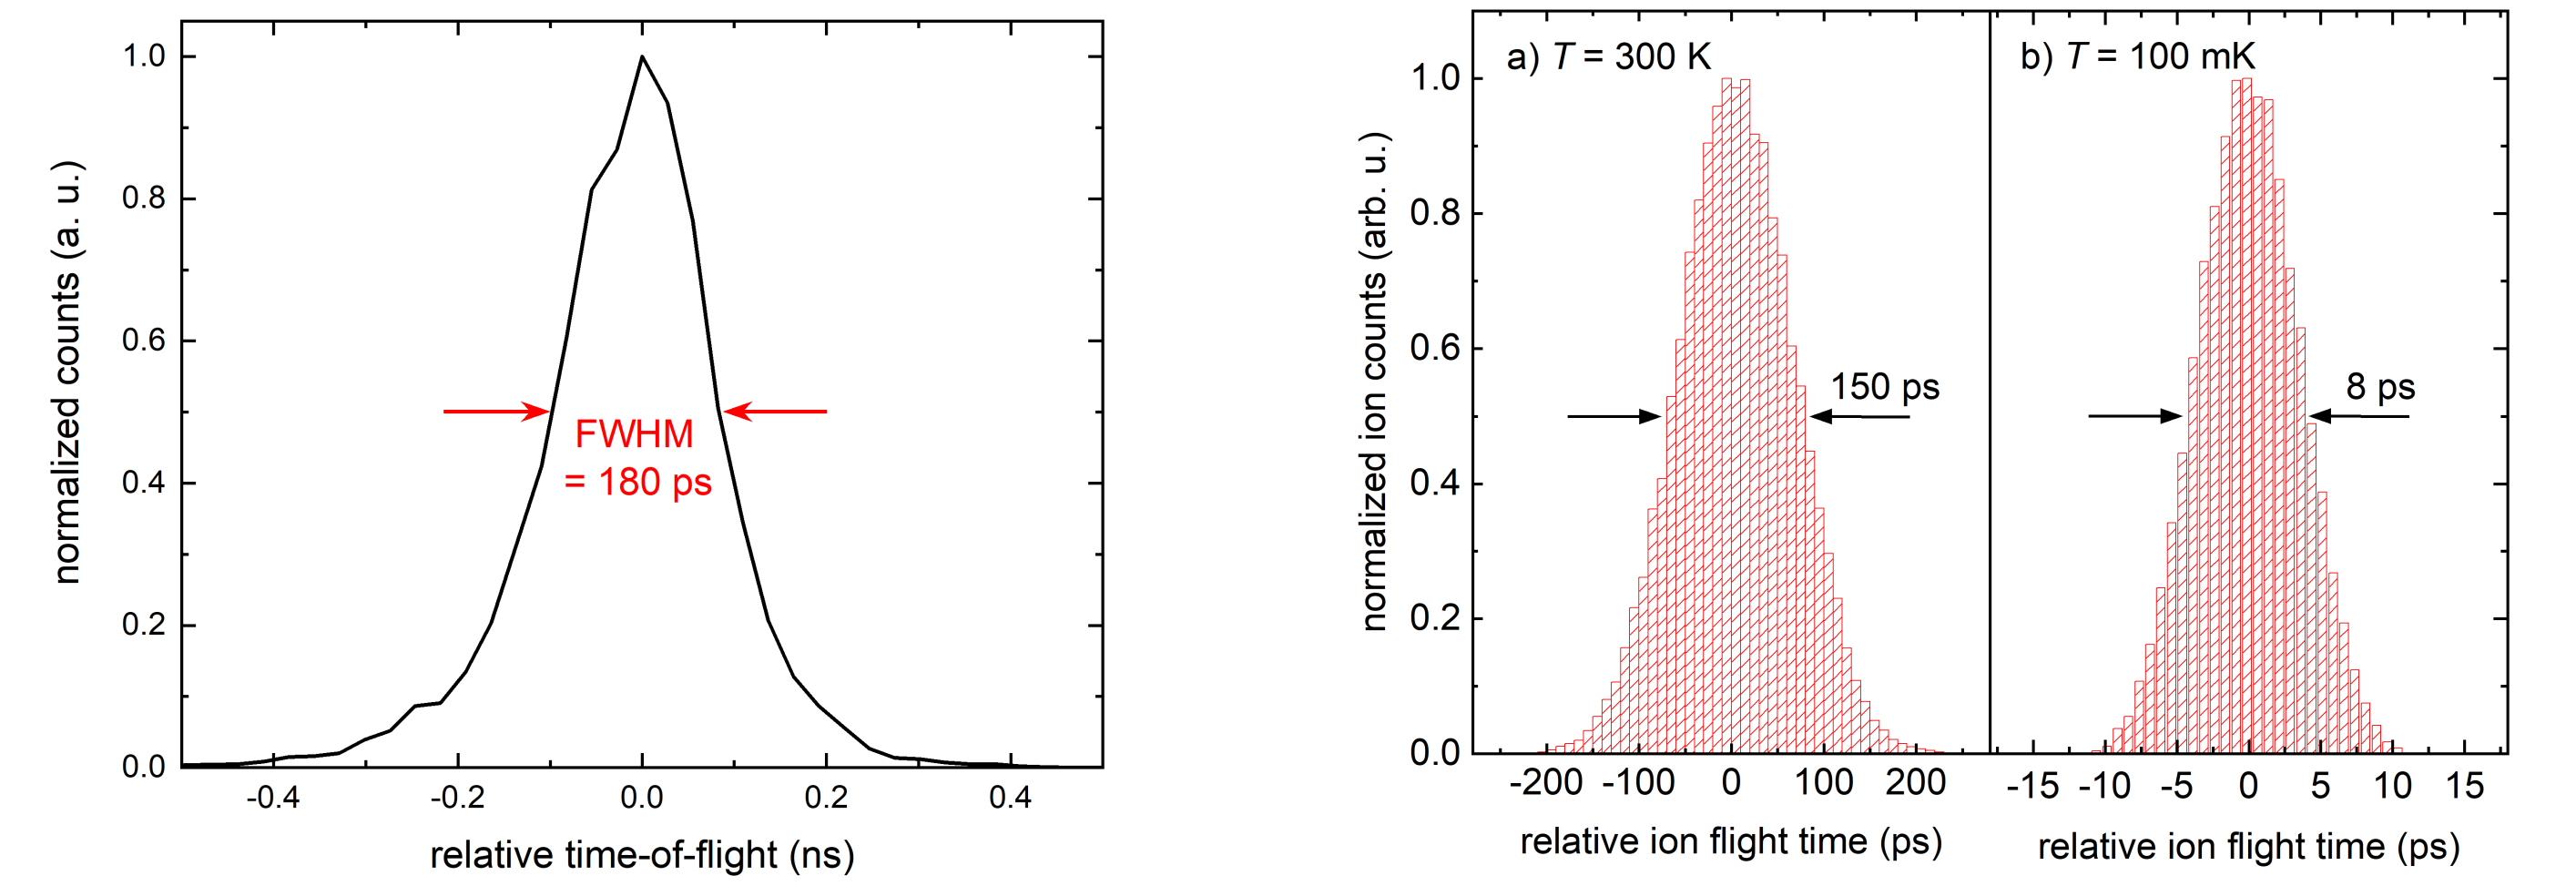 normalized counts (a. u.)
1.0
0.8
0.6
0.4
0.2
0.0
FWHM
= 180 ps
-0.4 -0.2 0.0 0.2 0.4
relative time-of-flight (ns)
normalized ion counts (arb. u.)
1.0
0.8
0.6
0.4
0.2
0.0
a) T = 300 K
150 ps
-200 -100 0 100 200
relative ion flight time (ps)
b) T = 100 mK
8 ps
-15 -10 -5 0 5 10 15
relative ion flight time (ps)